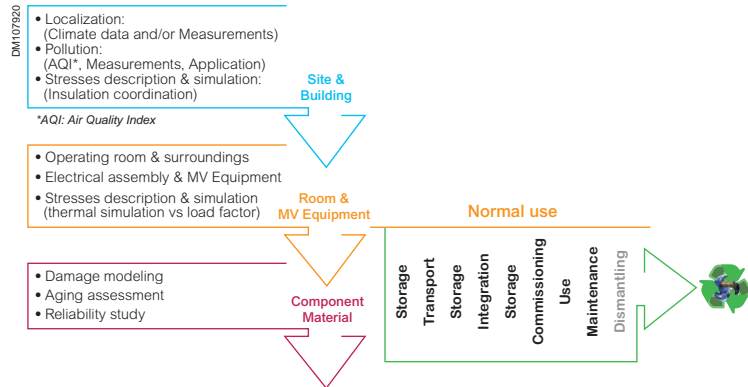 DM107920
• Localization:
(Climate data and/or Measurements)
• Pollution:
(AQI*, Measurements, Application)
• Stresses description & simulation:
(Insulation coordination)
Site &
Building
*AQI: Air Quality Index
• Operating room & surroundings
• Electrical assembly & MV Equipment
• Stresses description & simulation
(thermal simulation vs load factor)
Room &
MV Equipment
Normal use
• Damage modeling
• Aging assessment
• Reliability study
Component
Material
Storage
Transport
Storage
Integration
Storage
Commissioning
Use
Maintenance
Dismantling